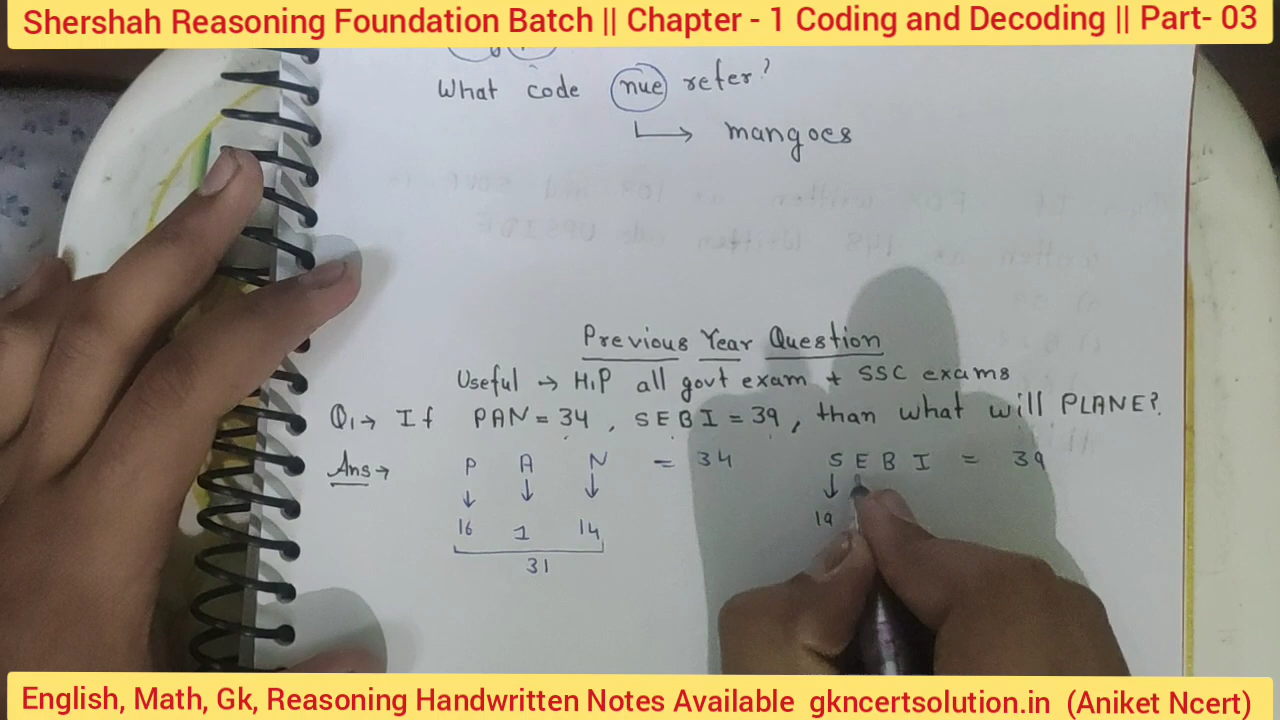 Shershah Reasoning Foundation Batch || Chapter - 1 Coding and Decoding || Part- 03
What code nue refer?
mangoes
Previous Year Question
Useful → H.P all govt exam + SSC exams
Q1→ If PAN = 34 , SEBI = 39, than what will PLANE?
Ans→ P A N = 34 S E B I = 39
16 1 14 19
31
English, Math, Gk, Reasoning Handwritten Notes Available gkncertsolution.in (Aniket Ncert)